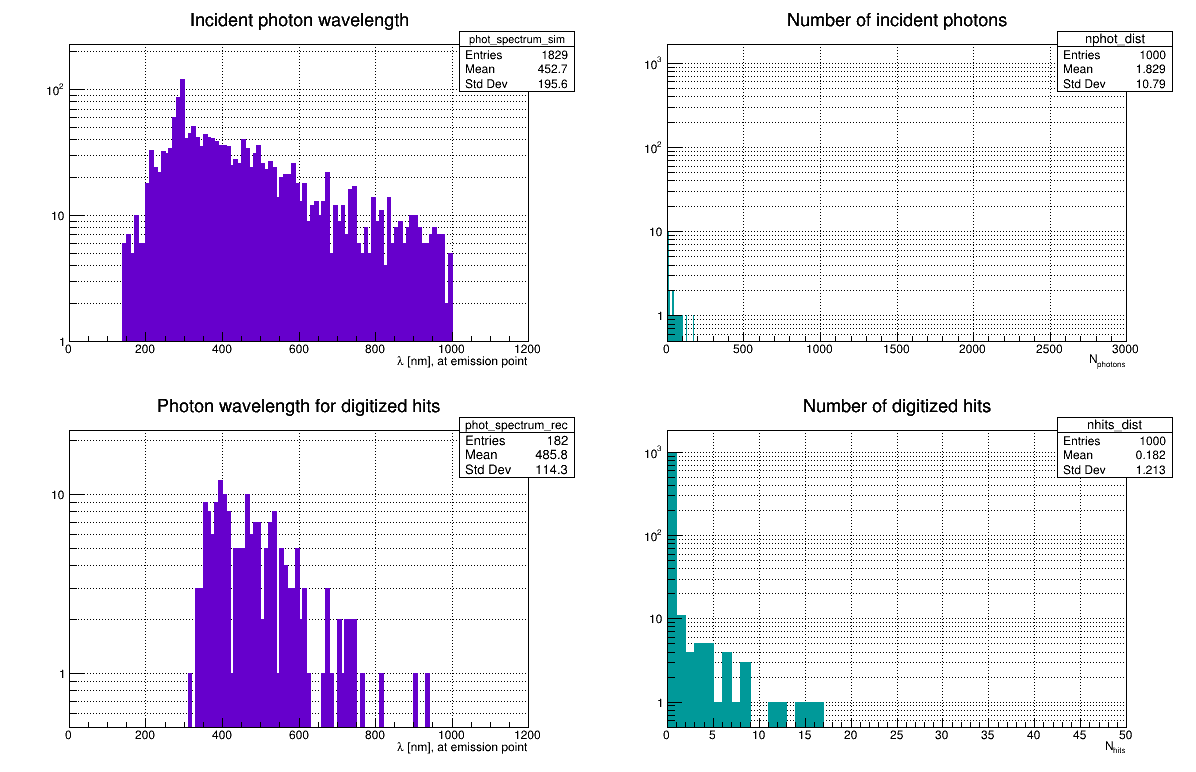 Incident photon wavelength
phot_spectrum_sim
Entries 1829
Mean 452.7
Std Dev 195.6
10²
10
1
0 200 400 600 800 1000 1200
λ [nm], at emission point
Number of incident photons
nphot_dist
Entries 1000
Mean 1.829
Std Dev 10.79
10³
10²
10
1
0 500 1000 1500 2000 2500 3000
N_photons
Photon wavelength for digitized hits
phot_spectrum_rec
Entries 182
Mean 485.8
Std Dev 114.3
10
1
0 200 400 600 800 1000 1200
λ [nm], at emission point
Number of digitized hits
nhits_dist
Entries 1000
Mean 0.182
Std Dev 1.213
10³
10²
10
1
0 5 10 15 20 25 30 35 40 45 50
N_hits